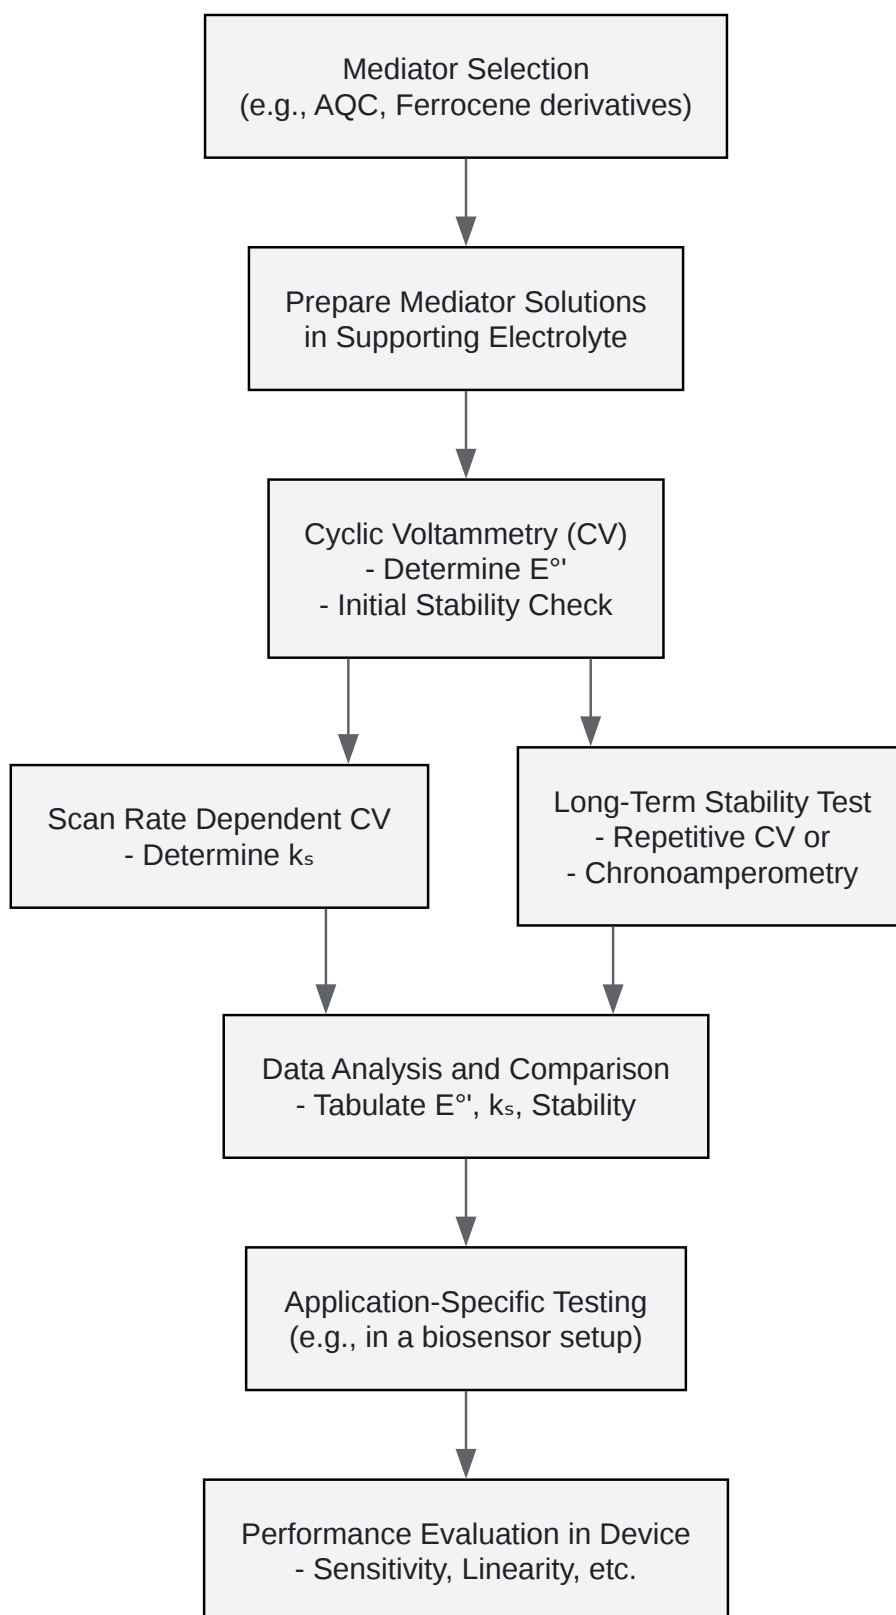 Mediator Selection
(e.g., AQC, Ferrocene derivatives)
Prepare Mediator Solutions
in Supporting Electrolyte
Cyclic Voltammetry (CV)
- Determine E°'
- Initial Stability Check
Scan Rate Dependent CV
- Determine kₛ
Long-Term Stability Test
- Repetitive CV or
- Chronoamperometry
Data Analysis and Comparison
- Tabulate E°', kₛ, Stability
Application-Specific Testing
(e.g., in a biosensor setup)
Performance Evaluation in Device
- Sensitivity, Linearity, etc.